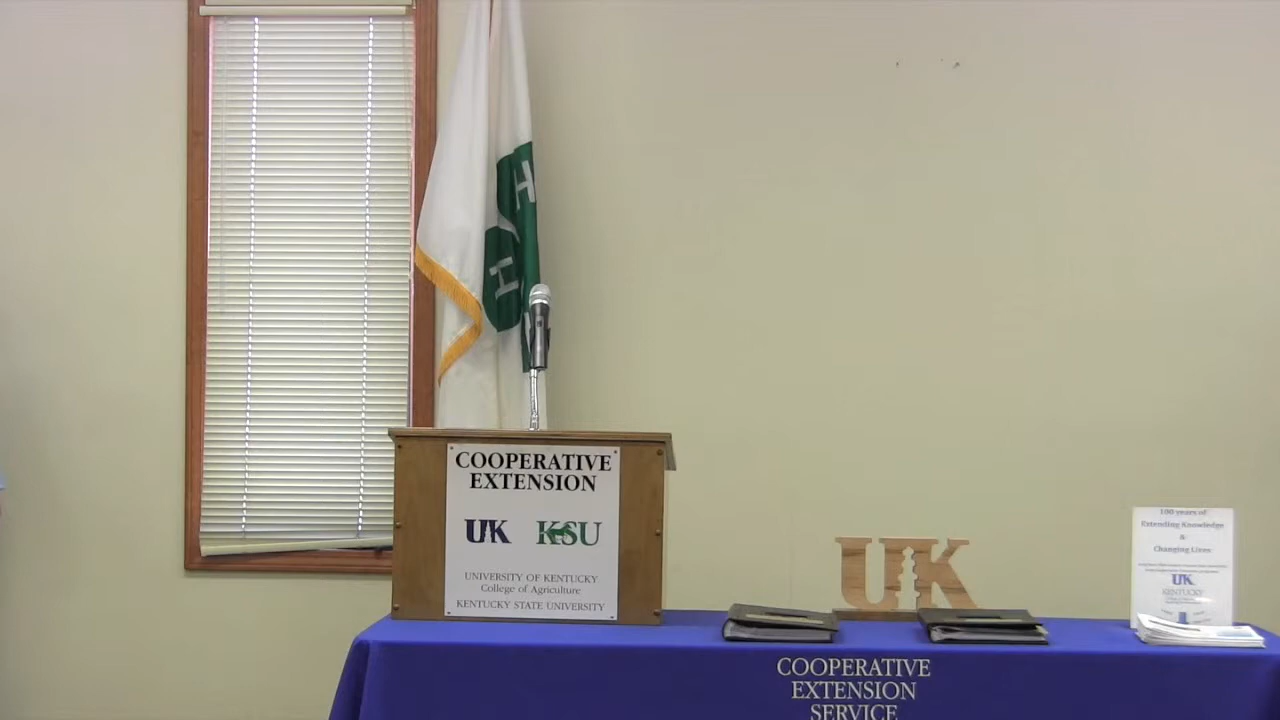 H
H
COOPERATIVE
EXTENSION
UK KSU
UNIVERSITY OF KENTUCKY
College of Agriculture
KENTUCKY STATE UNIVERSITY
UK
100 years of
Extending Knowledge
&
Changing Lives
UK
KENTUCKY
COOPERATIVE
EXTENSION
SERVICE